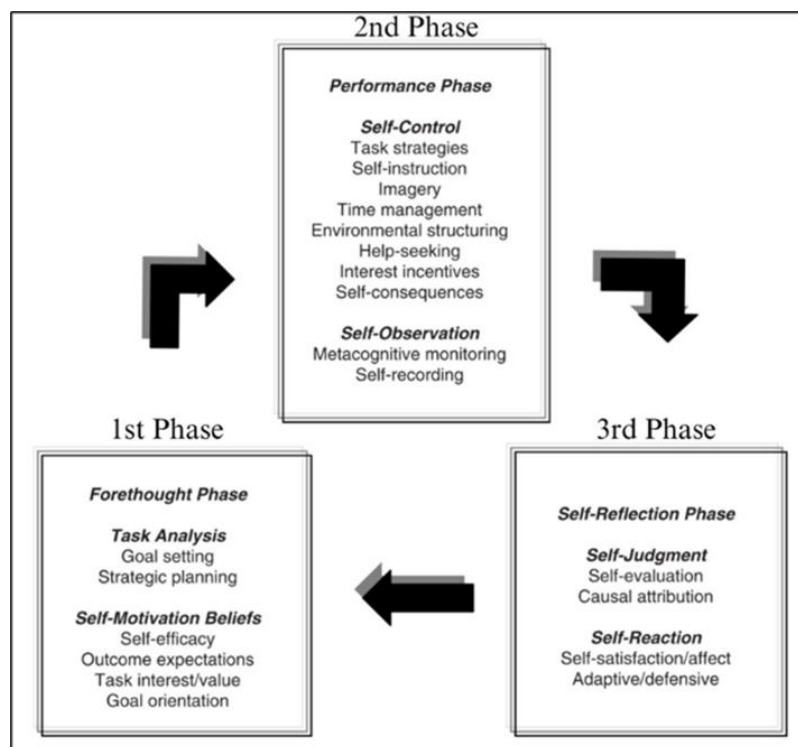 2nd Phase
Performance Phase
Self-Control
Task strategies
Self-instruction
Imagery
Time management
Environmental structuring
Help-seeking
Interest incentives
Self-consequences
Self-Observation
Metacognitive monitoring
Self-recording
1st Phase
Forethought Phase
Task Analysis
Goal setting
Strategic planning
Self-Motivation Beliefs
Self-efficacy
Outcome expectations
Task interest/value
Goal orientation
3rd Phase
Self-Reflection Phase
Self-Judgment
Self-evaluation
Causal attribution
Self-Reaction
Self-satisfaction/affect
Adaptive/defensive